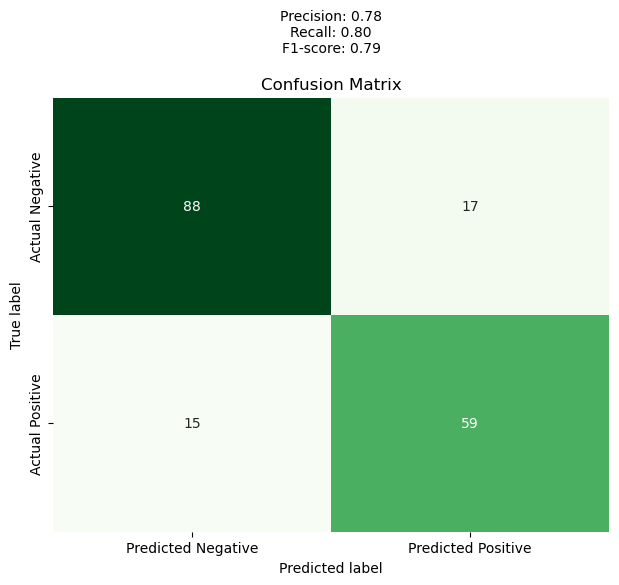 Precision: 0.78
Recall: 0.80
F1-score: 0.79
Confusion Matrix
True label
Actual Negative
88
17
Actual Positive
15
59
Predicted Negative
Predicted Positive
Predicted label